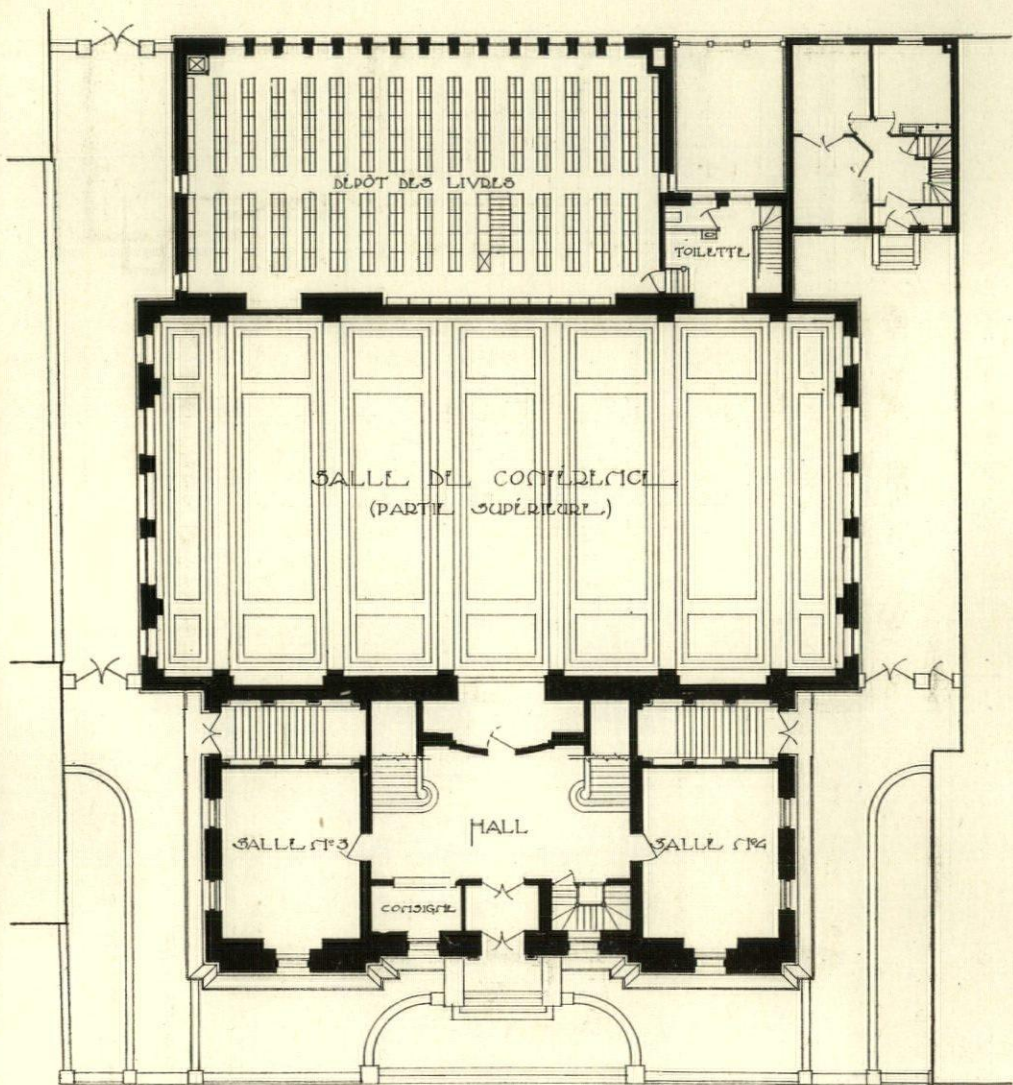 DÉPÔT DES LIVRES
TOILETTE
SALLE DE CONFÉRENCE
(PARTIE SUPÉRIEURE)
HALL
SALLE Nº3
SALLE Nº4
CONSIGNE